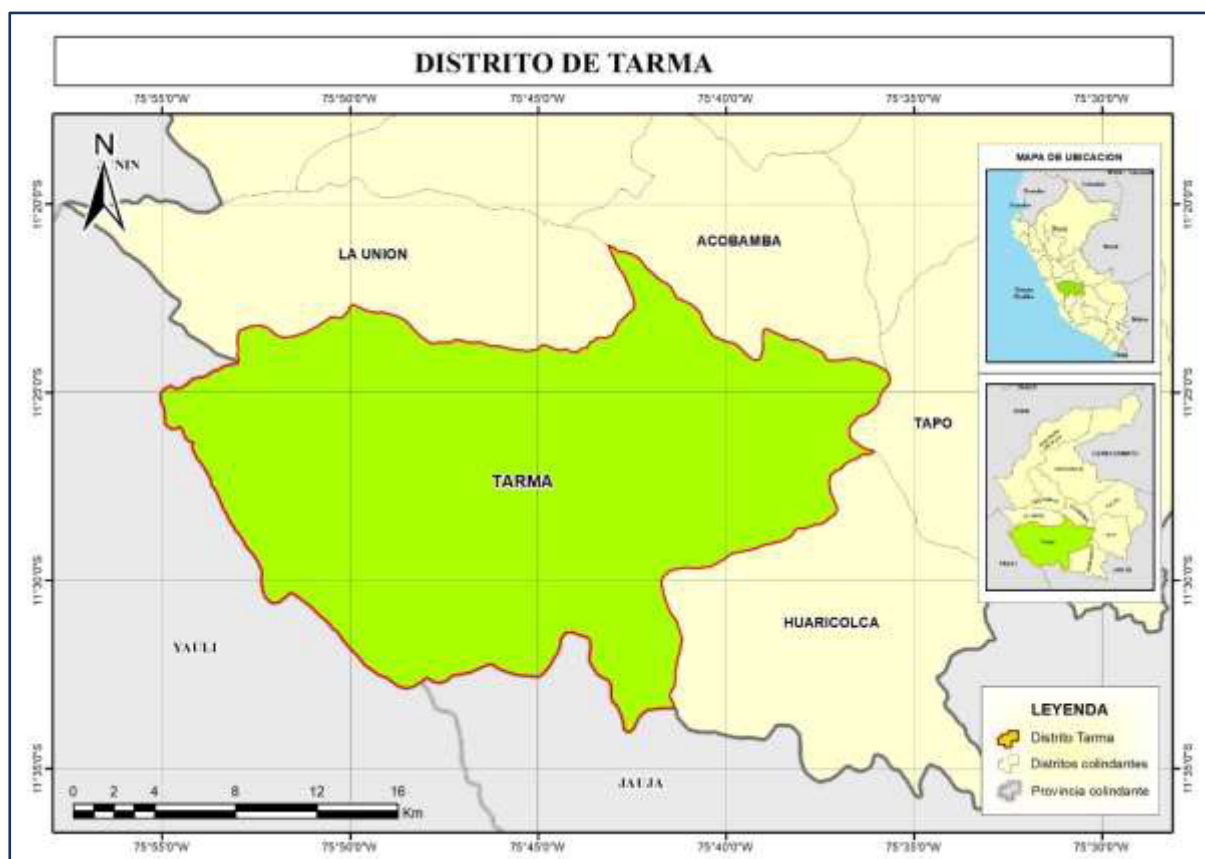 DISTRITO DE TARMA
75°55'0"W 75°50'0"W 75°45'0"W 75°40'0"W 75°35'0"W 75°30'0"W
N
NIN
MAPA DE UBICACION
11°20'0"S 11°20'0"S
LA UNION
ACOBAMBA
11°25'0"S 11°25'0"S
TAPO
TARMA
11°30'0"S 11°30'0"S
HUARICOLCA
YAULI
LEYENDA
Distrito Tarma
Distritos colindantes
Provincia colindante
11°35'0"S 11°35'0"S
JAUJA
0 2 4 8 12 16
Km
75°55'0"W 75°50'0"W 75°45'0"W 75°40'0"W 75°35'0"W 75°30'0"W